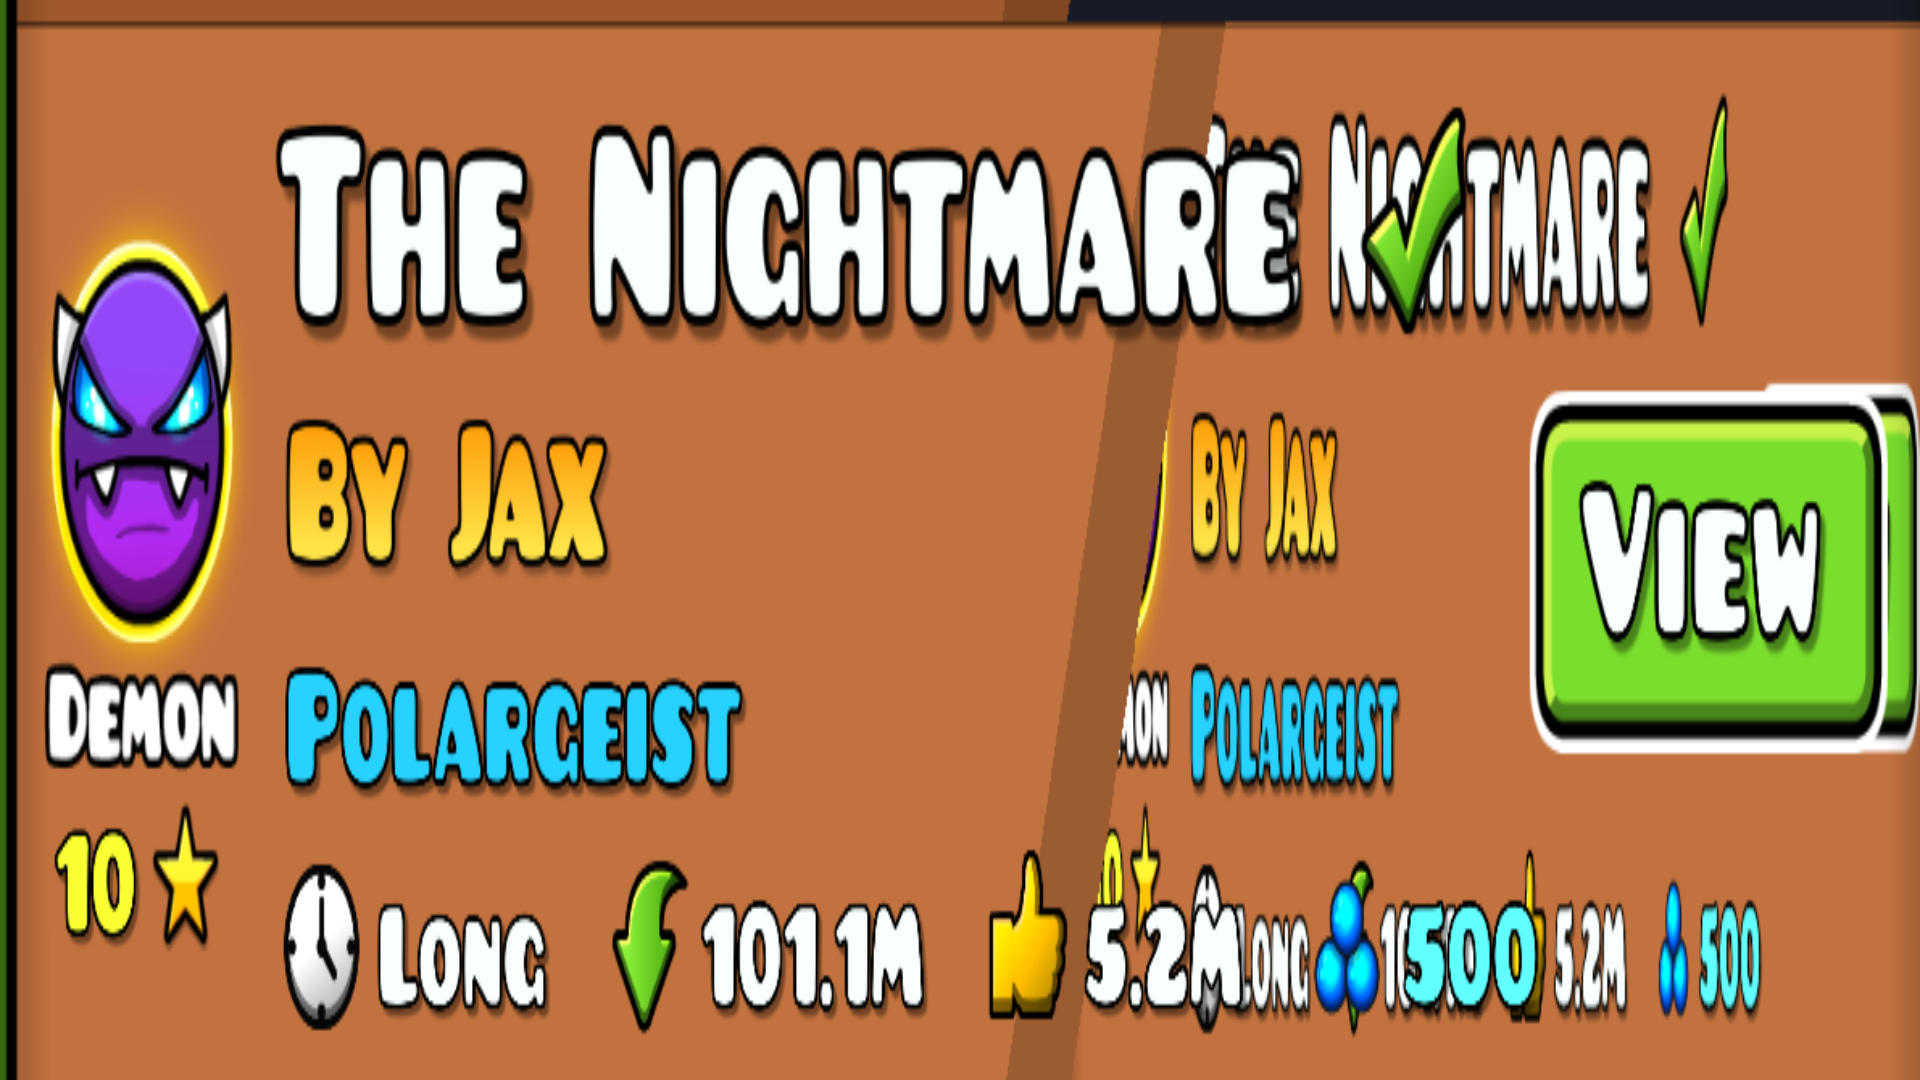 The Nightmare
Nightmare
By Jax
By Jax
View
Demon
Polargeist
Polargeist
10
Long
101.1M
5.2M
Long
500
5.2M
500